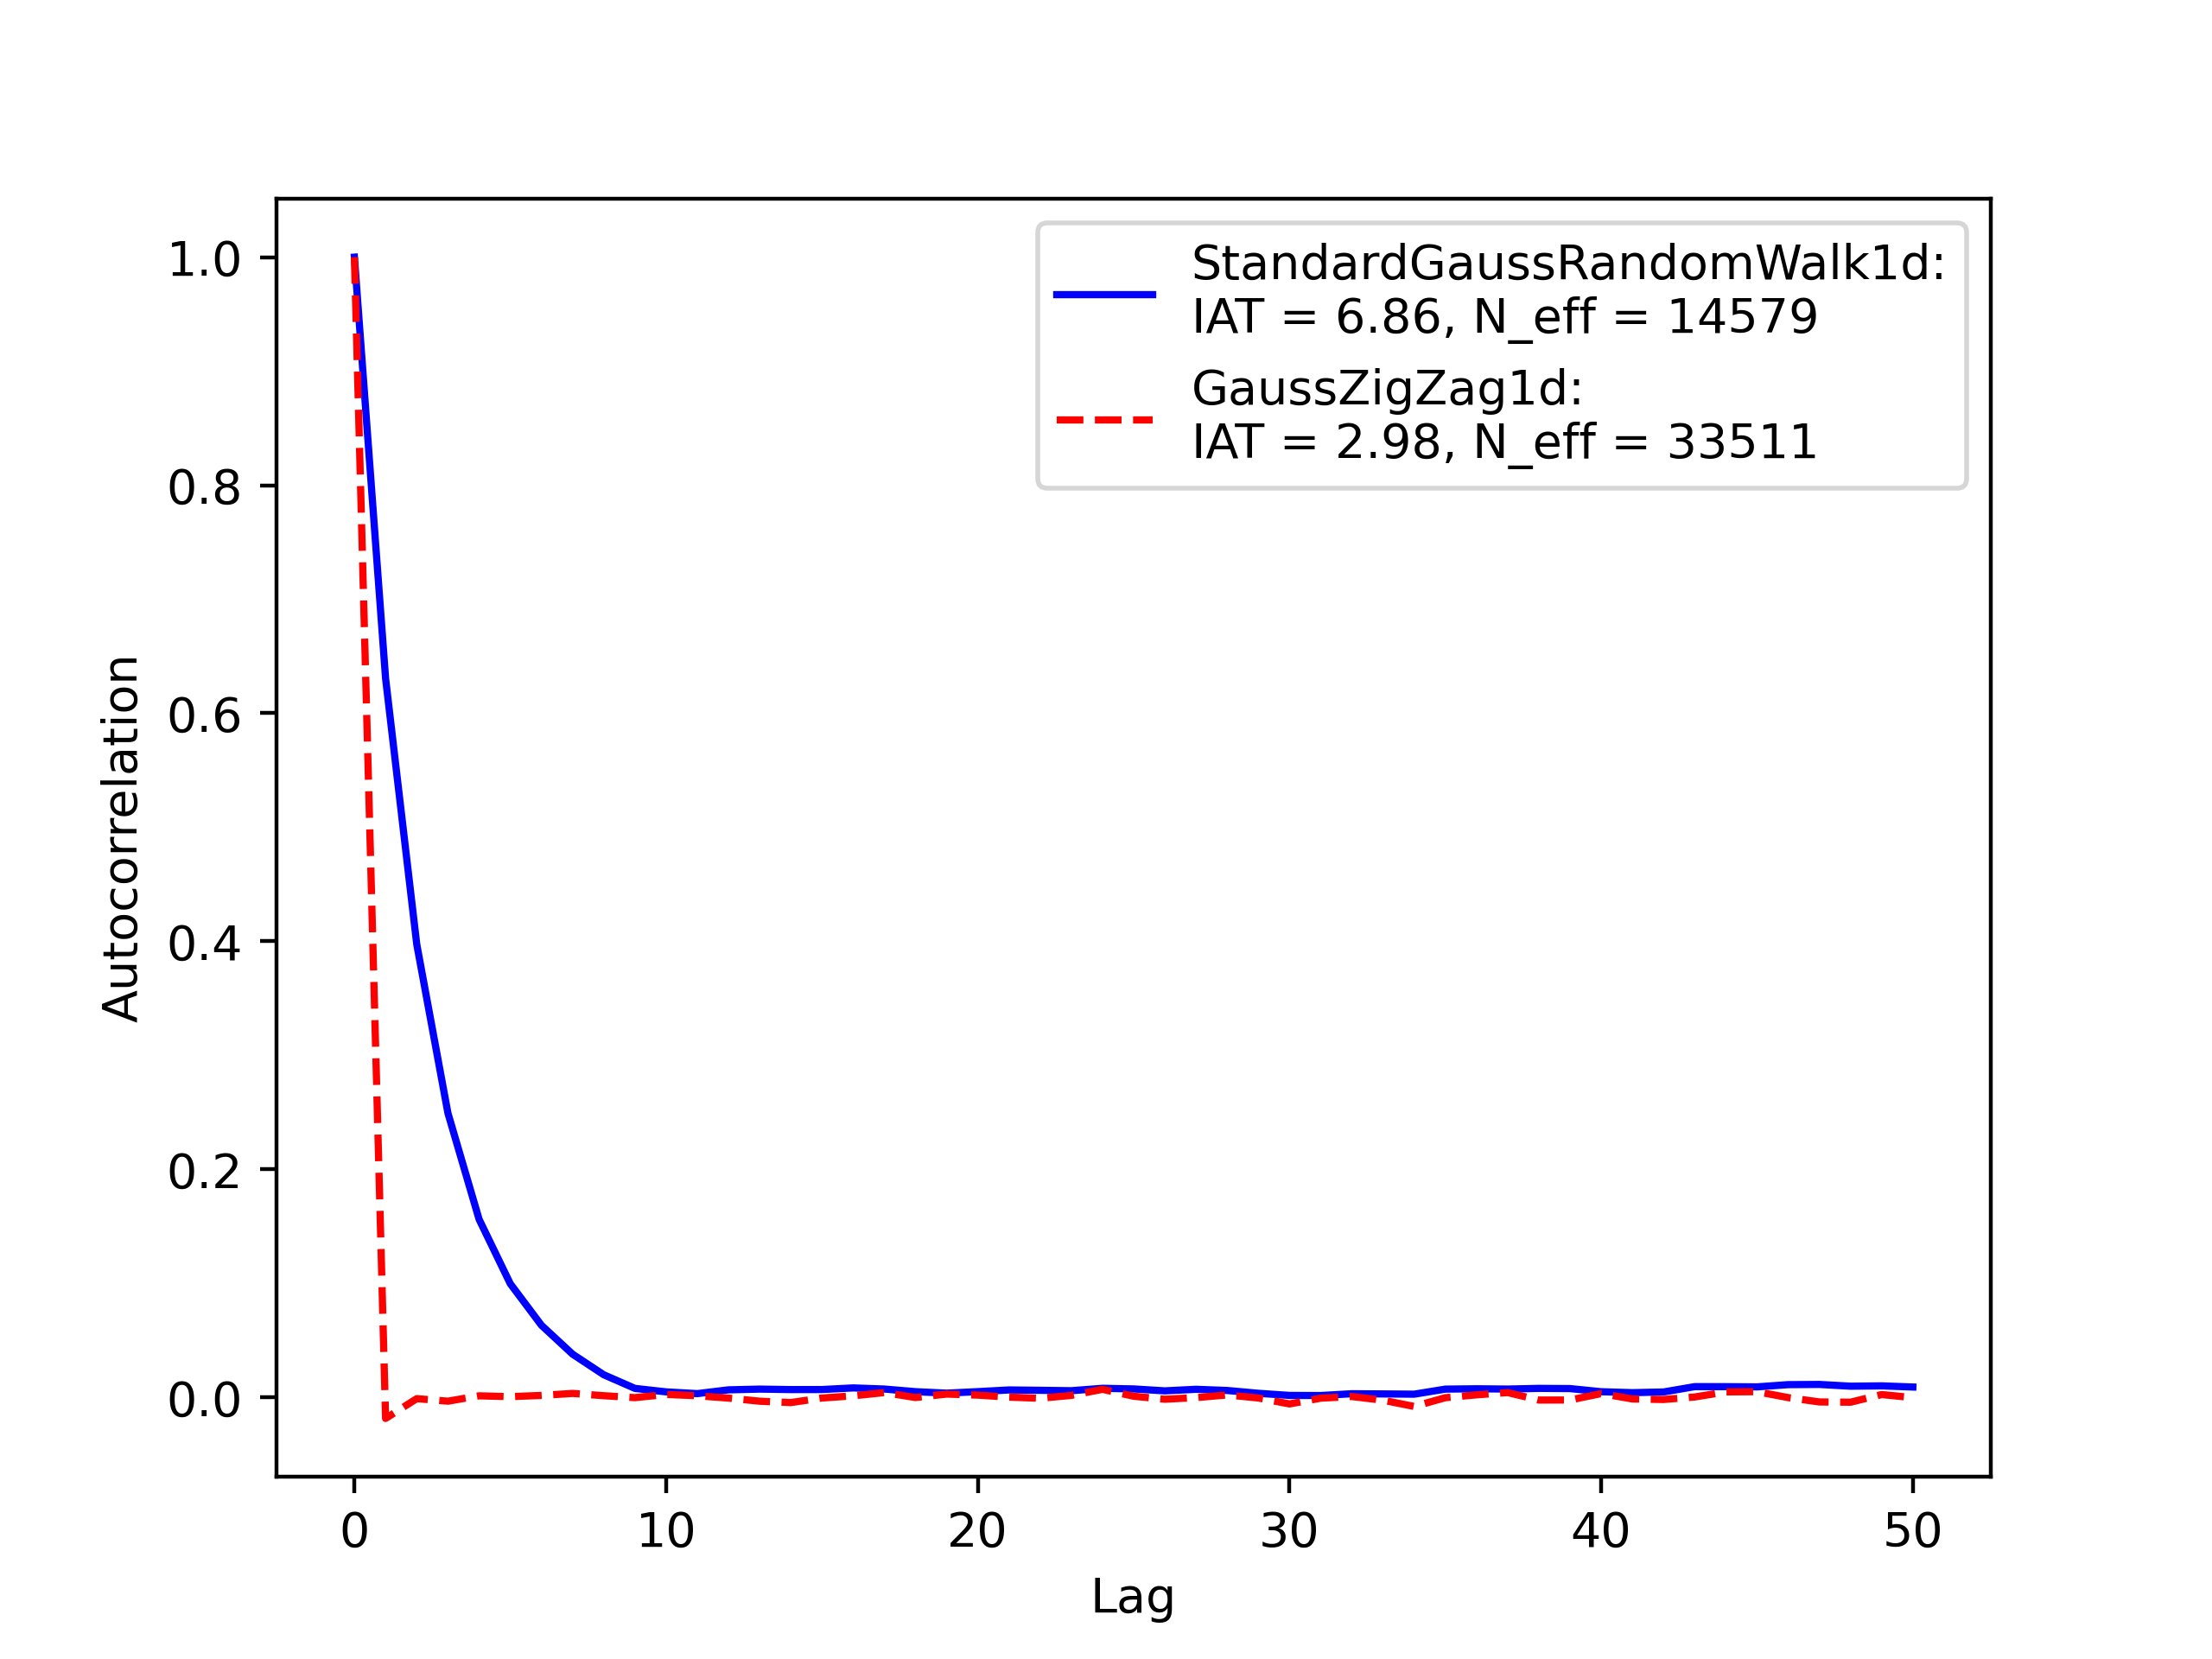 StandardGaussRandomWalk1d:
IAT = 6.86, N_eff = 14579
GaussZigZag1d:
IAT = 2.98, N_eff = 33511
Autocorrelation
1.0
0.8
0.6
0.4
0.2
0.0
0 10 20 30 40 50
Lag